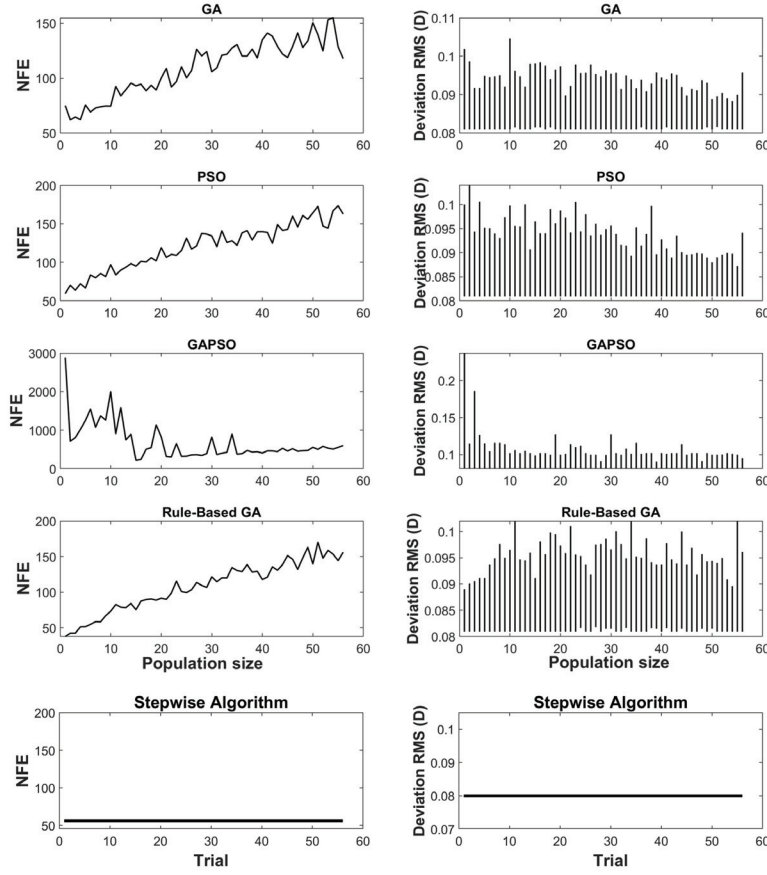 GA
NFE
150
100
50
0 10 20 30 40 50 60
GA
Deviation RMS (D)
0.11
0.1
0.09
0.08
0 10 20 30 40 50 60
PSO
NFE
200
150
100
50
0 10 20 30 40 50 60
PSO
Deviation RMS (D)
0.1
0.095
0.09
0.085
0.08
0 10 20 30 40 50 60
GAPSO
NFE
3000
2000
1000
0
0 10 20 30 40 50 60
GAPSO
Deviation RMS (D)
0.2
0.15
0.1
0 10 20 30 40 50 60
Rule-Based GA
NFE
200
150
100
50
0 10 20 30 40 50 60
Population size
Rule-Based GA
Deviation RMS (D)
0.1
0.095
0.09
0.085
0.08
0 10 20 30 40 50 60
Population size
Stepwise Algorithm
NFE
200
150
100
50
0 10 20 30 40 50 60
Trial
Stepwise Algorithm
Deviation RMS (D)
0.1
0.09
0.08
0.07
0 10 20 30 40 50 60
Trial